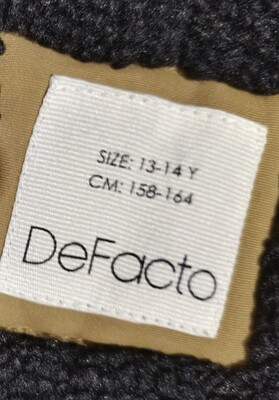 SIZE: 13-14 Y
CM: 158-164
DeFacto